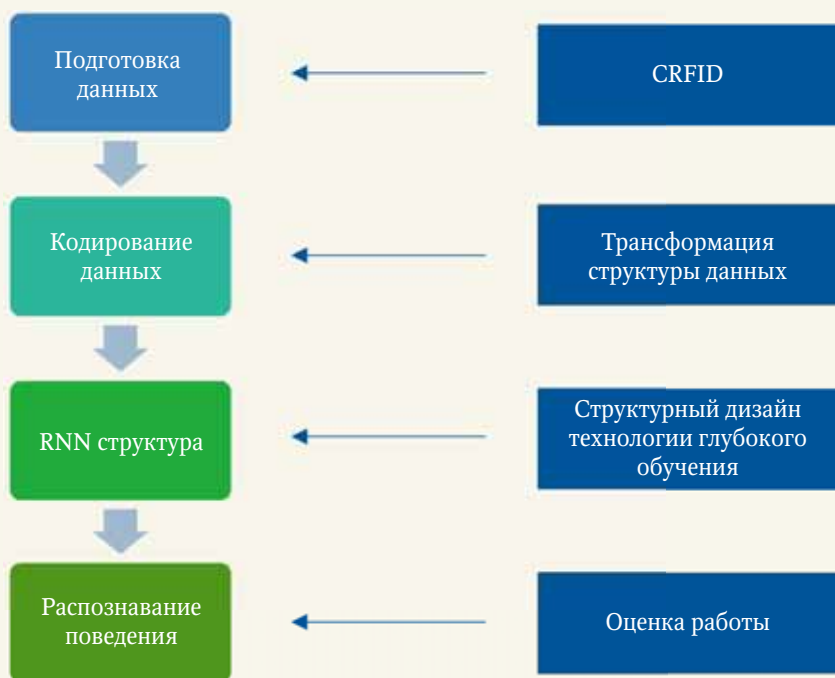 Подготовка
данных
CRFID
Кодирование
данных
Трансформация
структуры данных
RNN структура
Структурный дизайн
технологии глубокого
обучения
Распознавание
поведения
Оценка работы